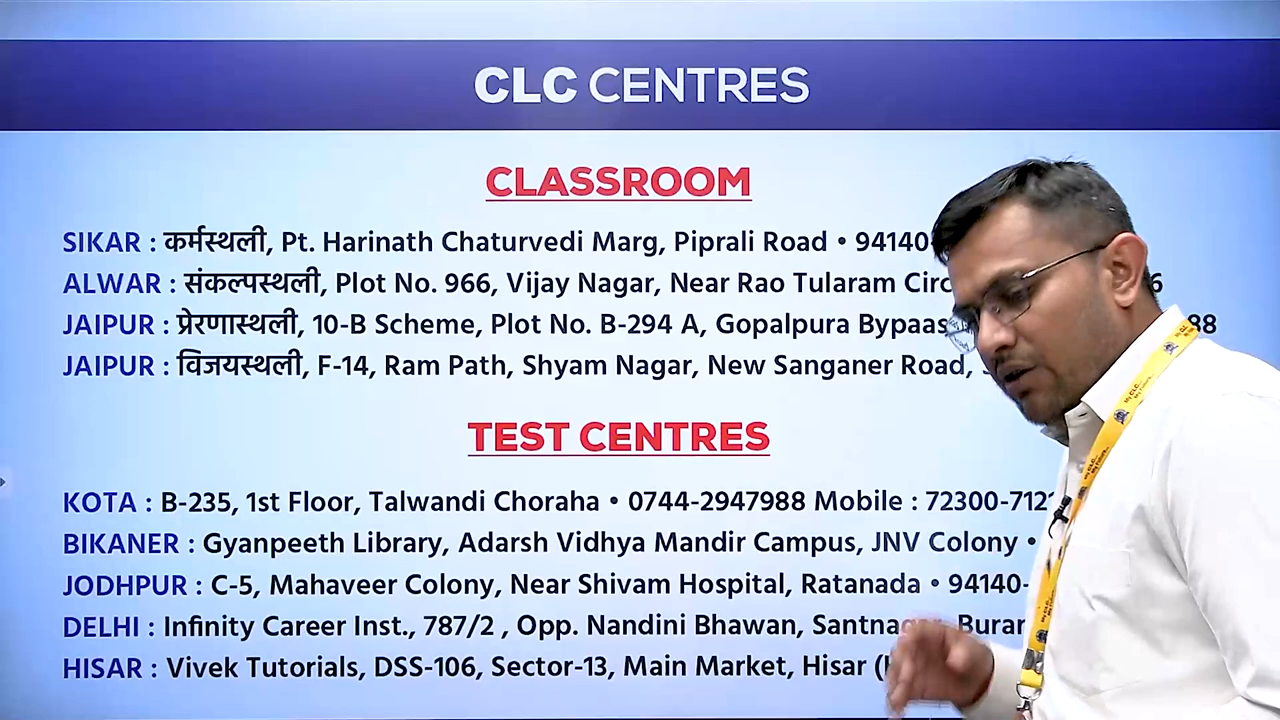 CLC CENTRES
CLASSROOM
SIKAR : कर्मस्थली, Pt. Harinath Chaturvedi Marg, Piprali Road • 94140
ALWAR : संकल्पस्थली, Plot No. 966, Vijay Nagar, Near Rao Tularam
JAIPUR : प्रेरणास्थली, 10-B Scheme, Plot No. B-294 A, Gopalpura 88
JAIPUR : विजयस्थली, F-14, Ram Path, Shyam Nagar, New Sanganer Road,
TEST CENTRES
KOTA : B-235, 1st Floor, Talwandi Choraha • 0744-2947988 Mobile : 72300-712
BIKANER : Gyanpeeth Library, Adarsh Vidhya Mandir Campus, JNV Colony •
JODHPUR : C-5, Mahaveer Colony, Near Shivam Hospital, Ratanada • 94140-
DELHI : Infinity Career Inst., 787/2 , Opp. Nandini Bhawan,
HISAR : Vivek Tutorials, DSS-106, Sector-13, Main Market, Hisar
My CLC..